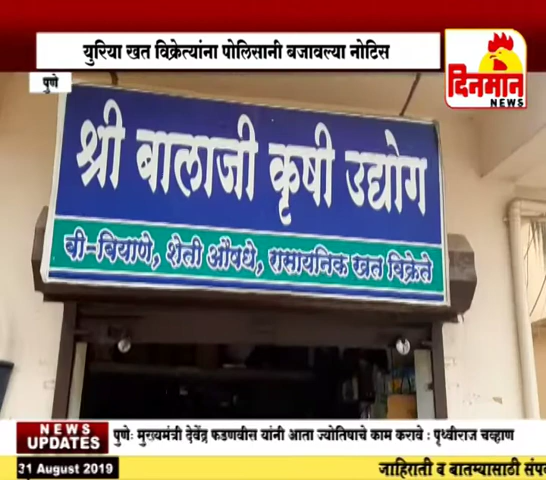 युरिया खत विक्रेत्यांना पोलिसानी बजावल्या नोटिस
दिनमान
NEWS
पुणे
श्री बालाजी कृषी उद्योग
बी-बियाणे, शेती औषधे, रासायनिक खत विक्रेते
NEWS
UPDATES
पुणेः मुख्यमंत्री देवेंद्र फडणवीस यांनी आता ज्योतिषाचे काम करावे : पृथ्वीराज चव्हाण
31 August 2019
जाहिराती व बातम्यासाठी